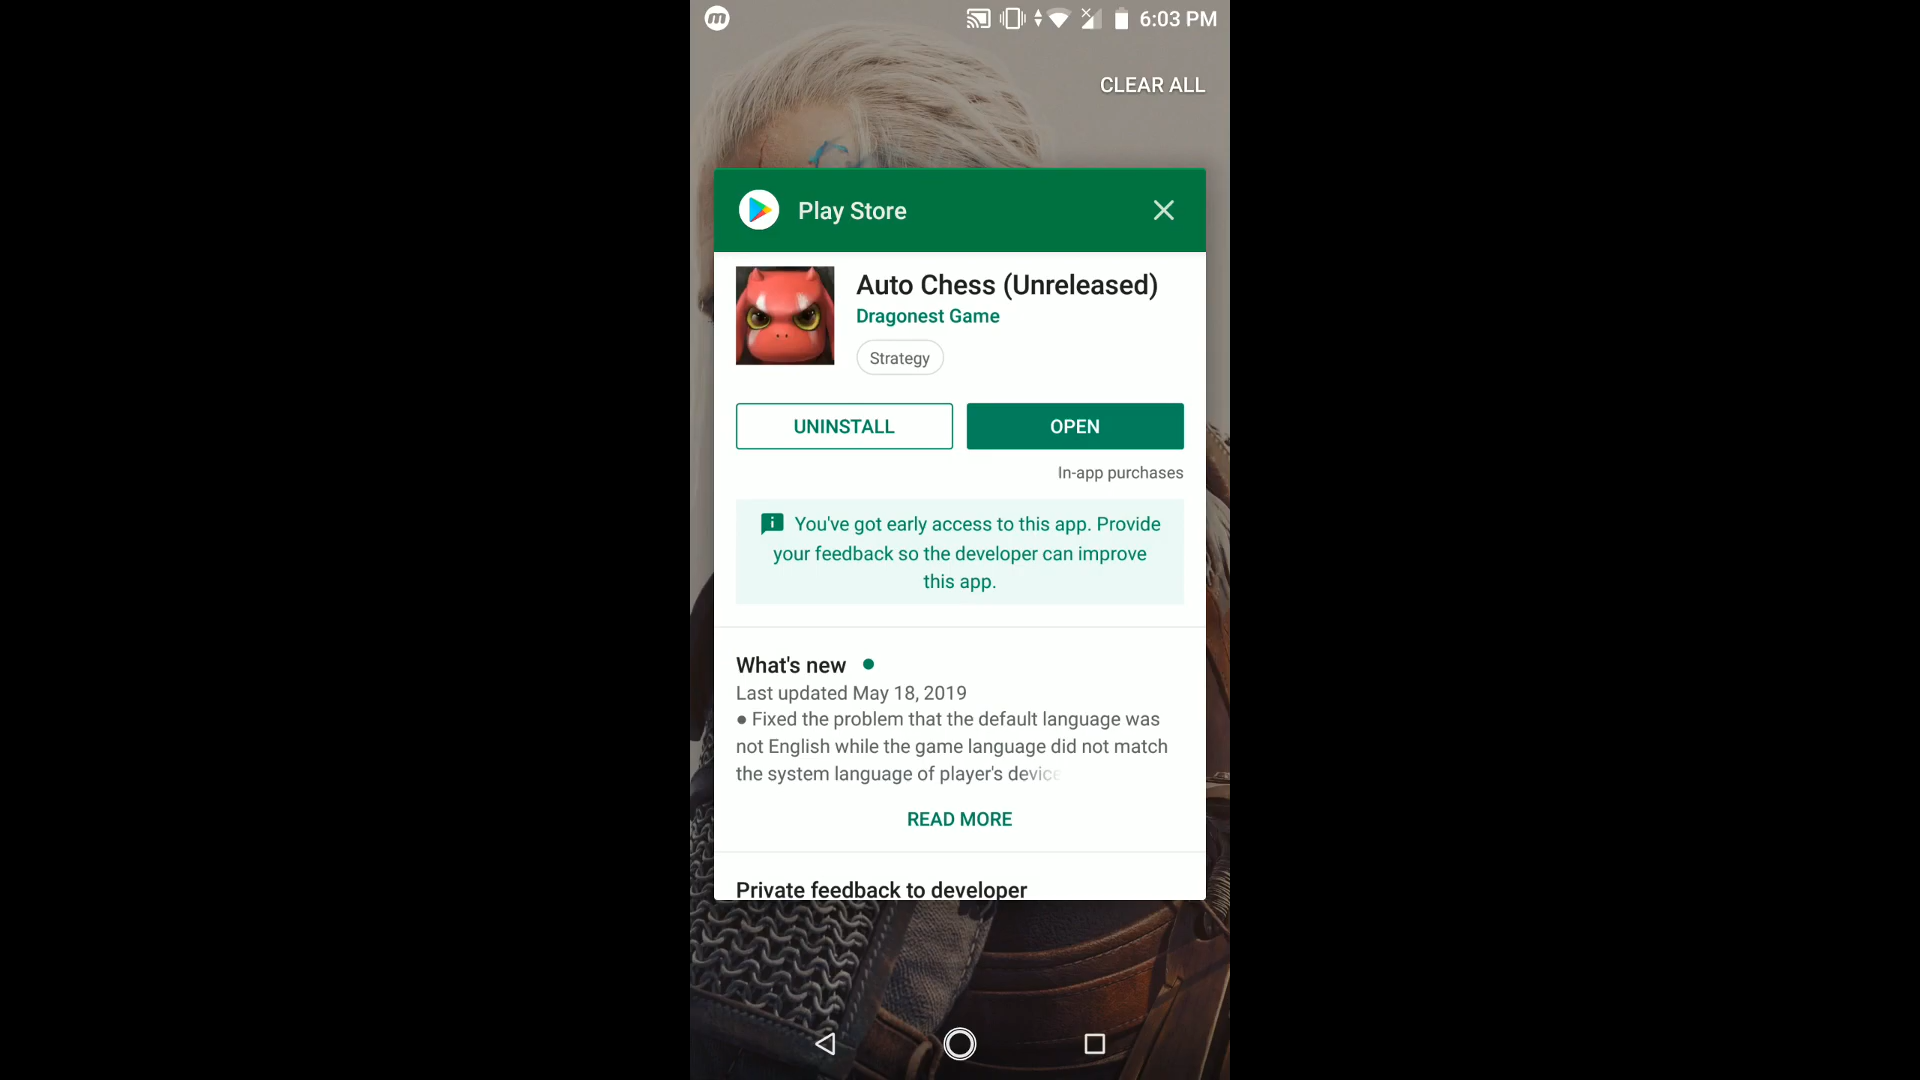 6:03 PM
CLEAR ALL
Play Store
Auto Chess (Unreleased)
Dragonest Game
Strategy
UNINSTALL
OPEN
In-app purchases
You've got early access to this app. Provide
your feedback so the developer can improve
this app.
What's new
Last updated May 18, 2019
● Fixed the problem that the default language was
not English while the game language did not match
the system language of player's device
READ MORE
Private feedback to developer